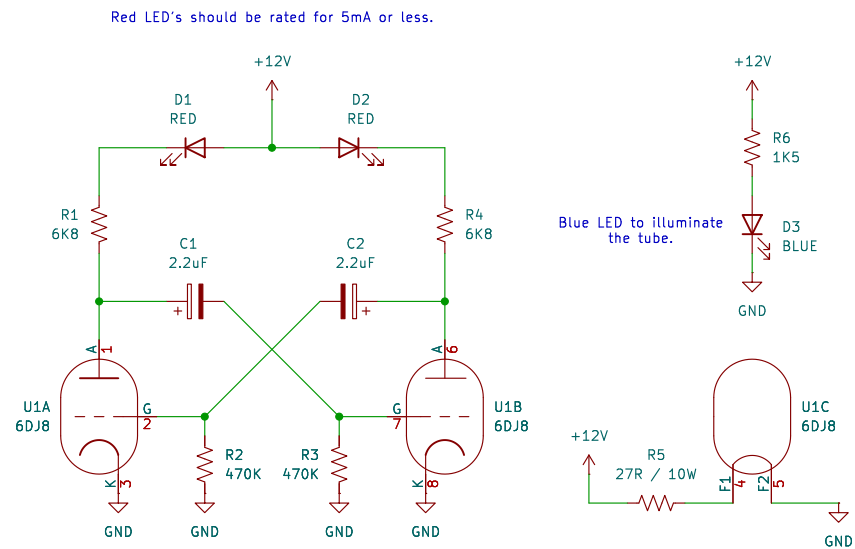 Red LED's should be rated for 5mA or less.
+12V
+12V
D1
RED
D2
RED
R6
1K5
R1
6K8
R4
6K8
Blue LED to illuminate
the tube.
D3
BLUE
C1
2.2uF
C2
2.2uF
+
+
GND
A
1
A
6
U1A
6DJ8
G
2
G
7
U1B
6DJ8
U1C
6DJ8
R2
470K
R3
470K
+12V
R5
27R / 10W
K
3
K
8
F1
4
F2
5
GND
GND
GND
GND
GND